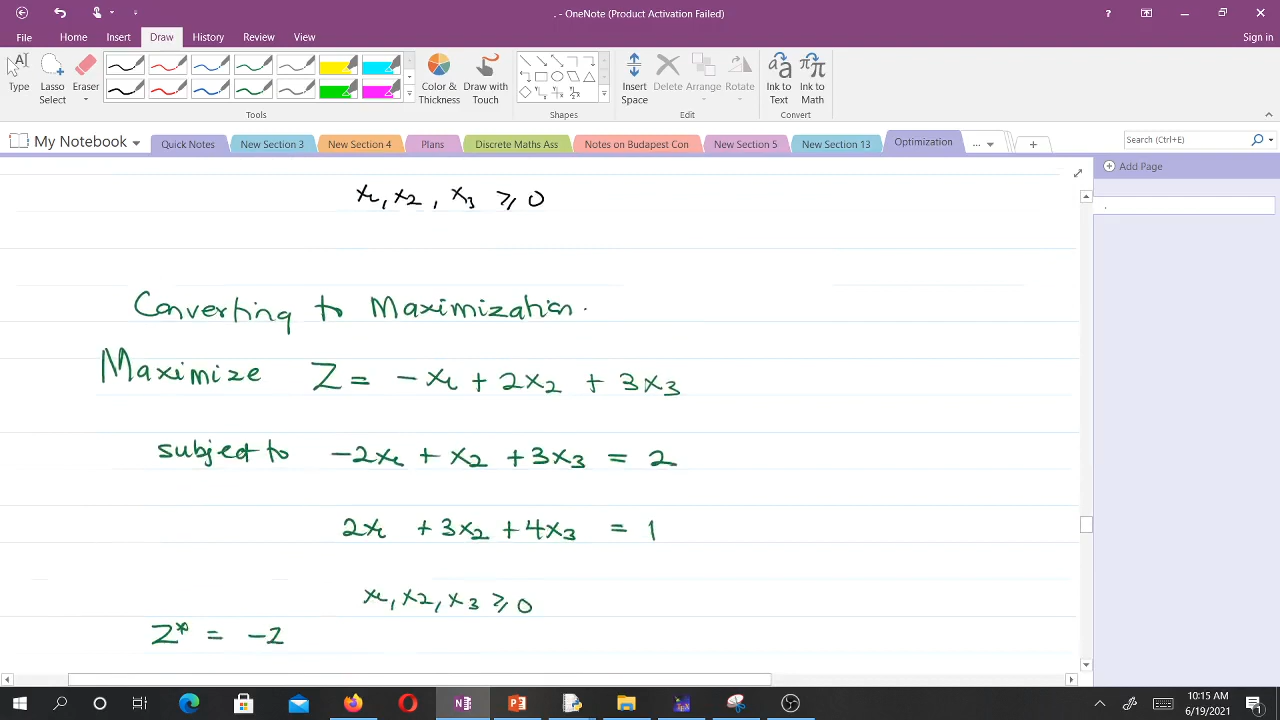 . - OneNote (Product Activation Failed)
File Home Insert Draw History Review View Sign in
Type Lasso Select Eraser Color & Thickness Draw with Touch Insert Space Delete Arrange Rotate Ink to Text Ink to Math
Tools Shapes Edit Convert
My Notebook Quick Notes New Section 3 New Section 4 Plans Discrete Maths Ass Notes on Budapest Con New Section 5 New Section 13 Optimization ... + Search (Ctrl+E)
Add Page
.
x₁, x₂, x₃ ≥ 0
Converting to Maximization.
Maximize Z = -x₁ + 2x₂ + 3x₃
subject to -2x₁ + x₂ + 3x₃ = 2
2x₁ + 3x₂ + 4x₃ = 1
x₁, x₂, x₃ ≥ 0
Z* = -Z
10:15 AM
6/19/2021